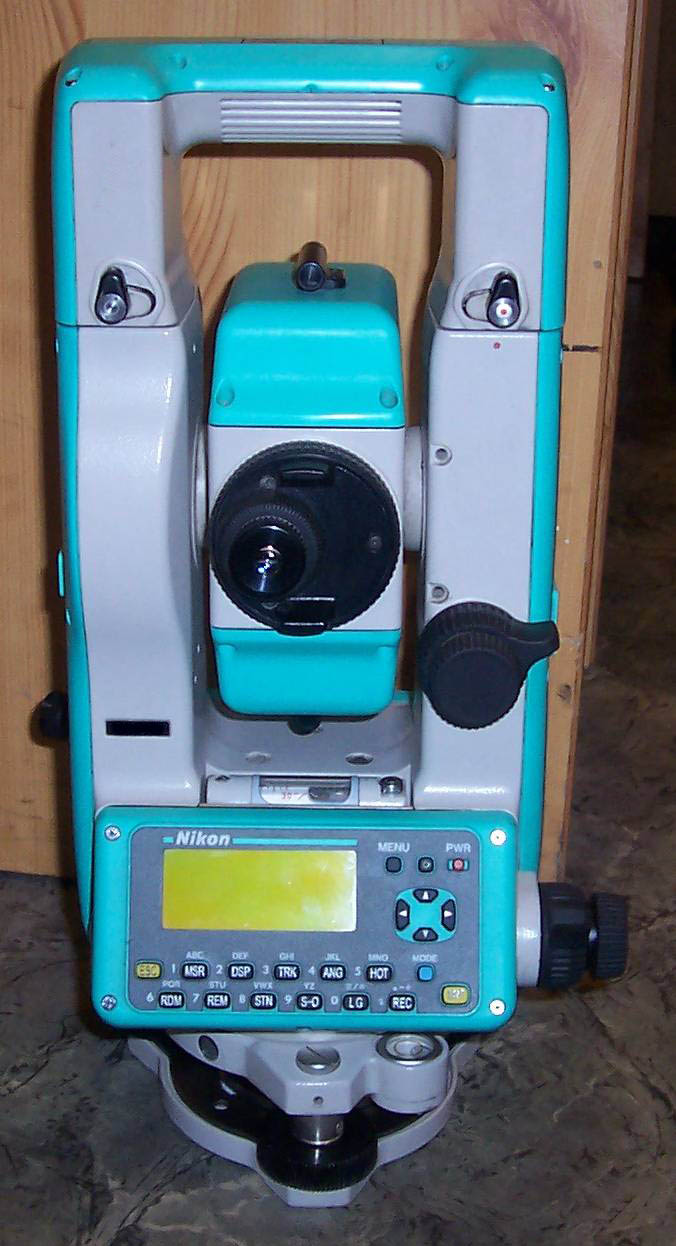 30"/
Nikon
MENU PWR
ABC DEF GHI JKL MNO MODE
ESC 1 MSR 2 DSP 3 TRK 4 ANG 5 HOT
PQR STU VWX YZ
6 RDM 7 REM 8 STN 9 S-O 0 LG REC